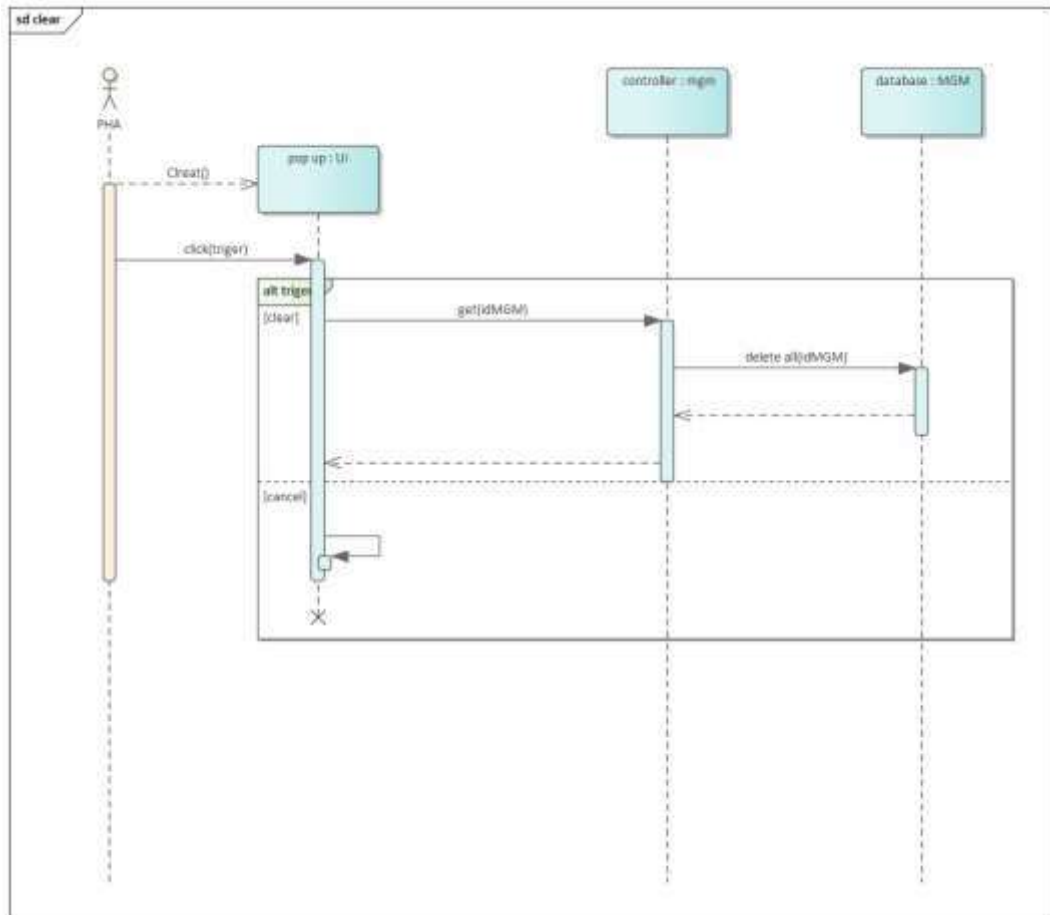 sd clear
PHA
controller : mgm
database : MGM
pop up : Ui
Clreat()
click(triger)
alt triger
[clear]
get(idMGM)
delete all(idMGM)
[cancel]